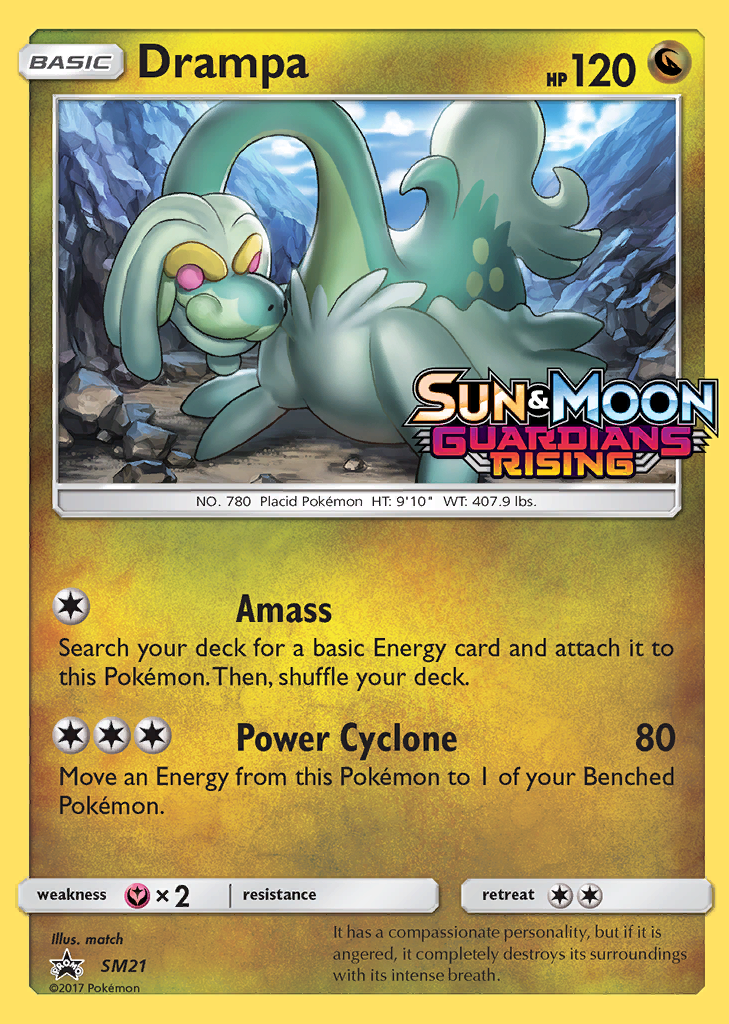 BASIC Drampa HP 120
SUN & MOON
GUARDIANS
RISING
NO. 780 Placid Pokémon HT: 9'10" WT: 407.9 lbs.
Amass
Search your deck for a basic Energy card and attach it to
this Pokémon. Then, shuffle your deck.
Power Cyclone 80
Move an Energy from this Pokémon to 1 of your Benched
Pokémon.
weakness × 2 resistance retreat
Illus. match
PROMO SM21
©2017 Pokémon
It has a compassionate personality, but if it is
angered, it completely destroys its surroundings
with its intense breath.